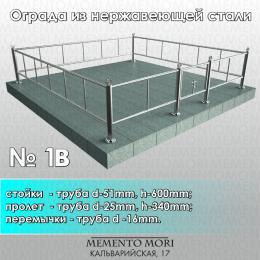 Ограда из нержавеющей стали
№ 1В
стойки - труба d-51mm, h-600mm;
пролет - труба d-25mm, h-340mm;
перемычки - труба d -16mm.
MEMENTO MORI
КАЛЬВАРИЙСКАЯ, 17